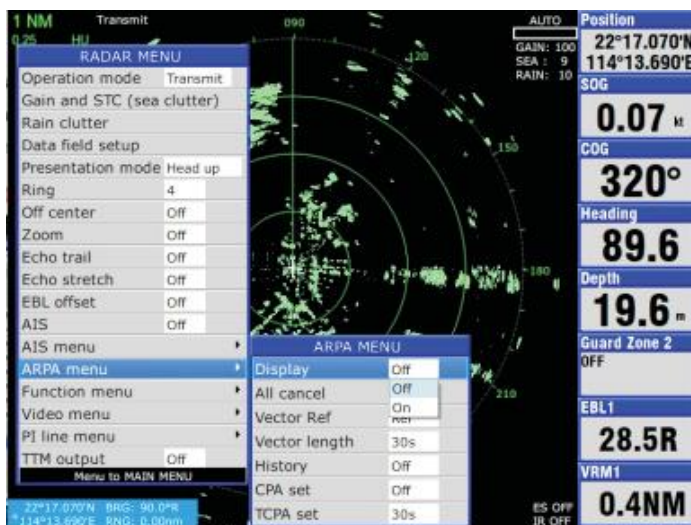 1 NM Transmit 090 AUTO
0.25 HU
GAIN: 100
SEA : 9
RAIN: 10
120
150
180
210
RADAR MENU
Operation mode Transmit
Gain and STC (sea clutter)
Rain clutter
Data field setup
Presentation mode Head up
Ring 4
Off center Off
Zoom Off
Echo trail Off
Echo stretch Off
EBL offset Off
AIS Off
AIS menu
ARPA menu
Function menu
Video menu
PI line menu
TTM output Off
Menu to MAIN MENU
ARPA MENU
Display Off
Off
On
All cancel
Vector Ref
Vector length 30s
History Off
CPA set Off
TCPA set 30s
22°17.070'N BRG: 90.0°R
114°13.690'E RNG: 0.00nm
ES OFF
IR OFF
Position
22°17.070'N
114°13.690'E
SOG
0.07 kt
COG
320°
Heading
89.6
Depth
19.6 m
Guard Zone 2
OFF
EBL1
28.5R
VRM1
0.4NM